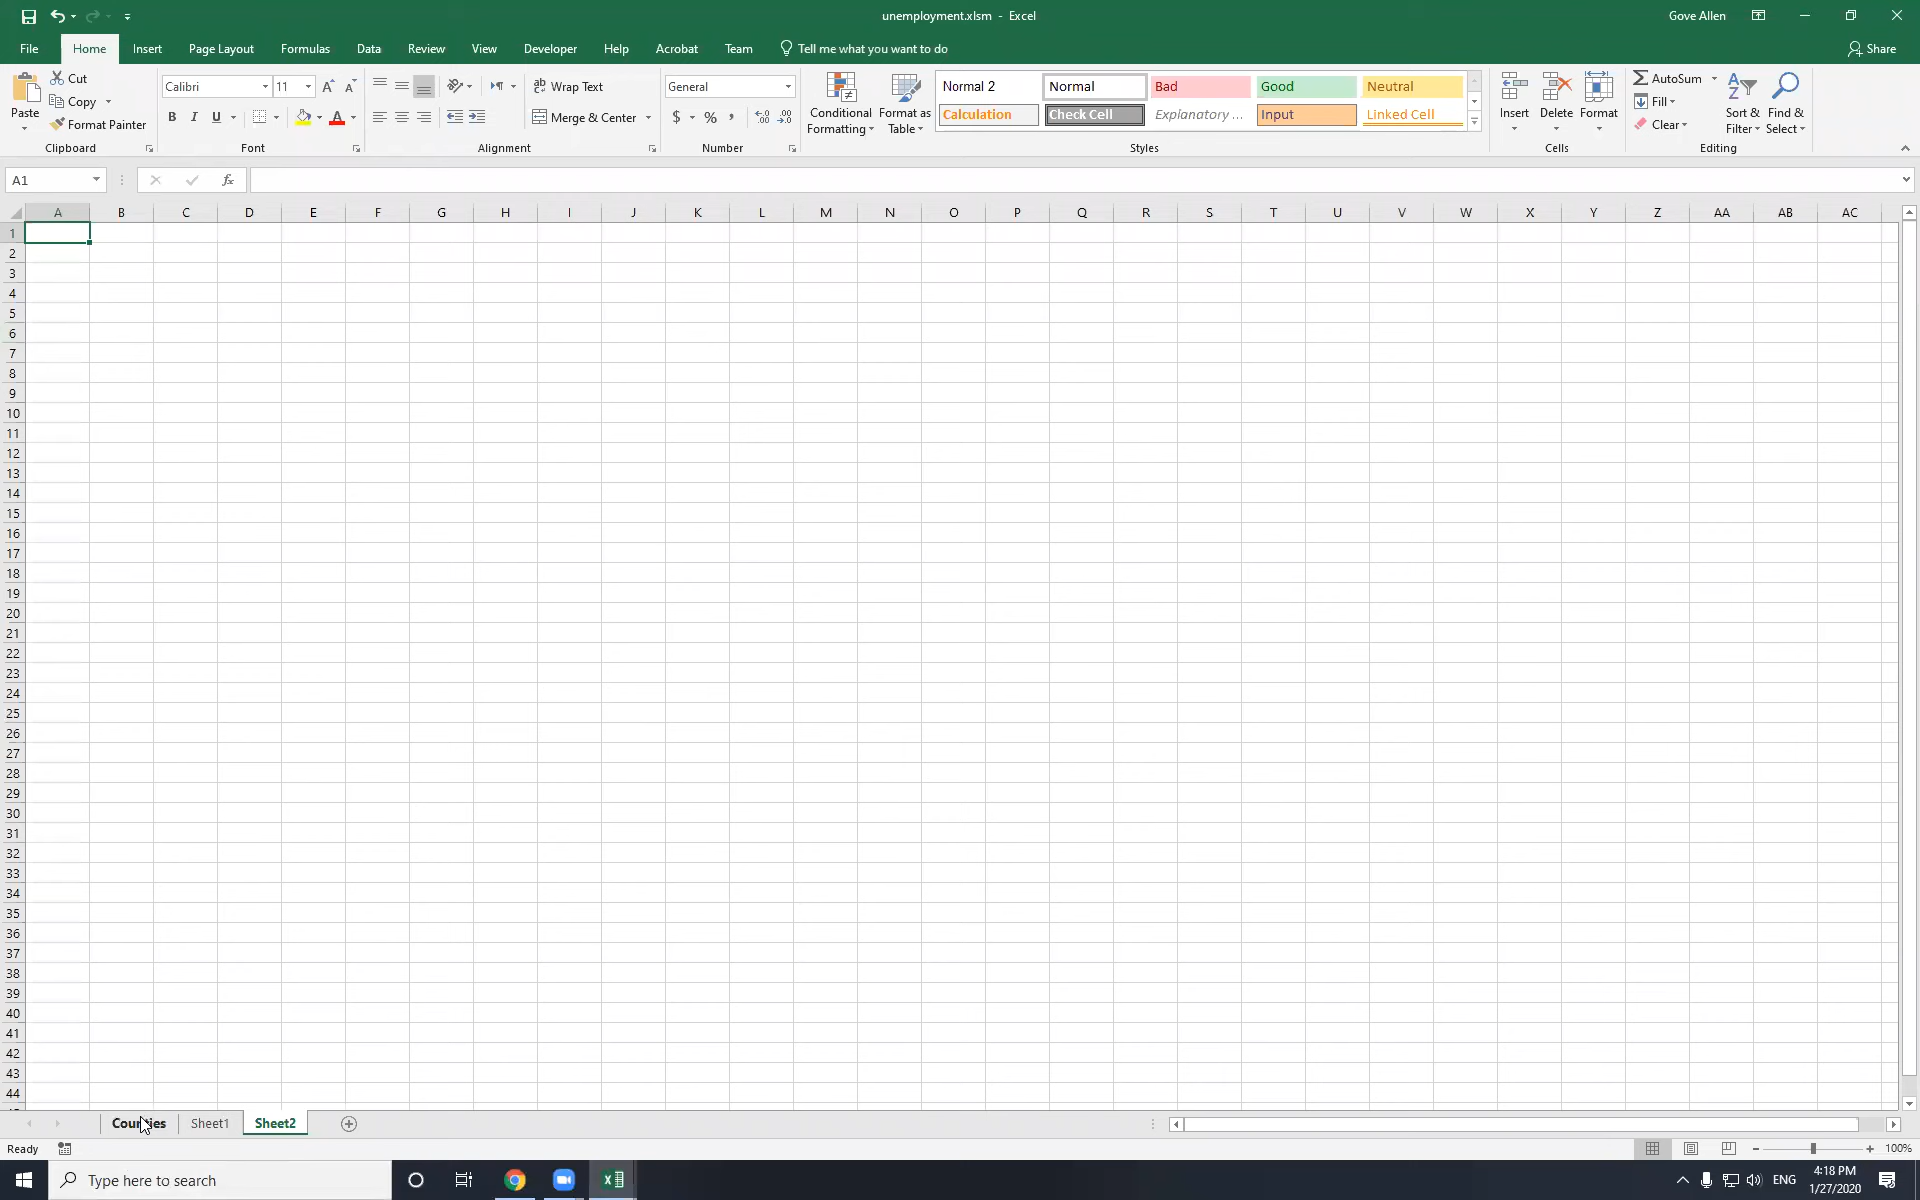 unemployment.xlsm - Excel
Gove Allen
File Home Insert Page Layout Formulas Data Review View Developer Help Acrobat Team Tell me what you want to do Share
Paste
Cut
Copy
Format Painter
Clipboard
Calibri 11
B I U A
Font
Wrap Text
Merge & Center
Alignment
General
$ % ,
Number
Conditional Formatting
Format as Table
Normal 2 Normal Bad Good Neutral
Calculation Check Cell Explanatory ... Input Linked Cell
Styles
Insert Delete Format
Cells
AutoSum
Fill
Clear
Sort & Filter
Find & Select
Editing
A1 fx
A B C D E F G H I J K L M N O P Q R S T U V W X Y Z AA AB AC
1
2
3
4
5
6
7
8
9
10
11
12
13
14
15
16
17
18
19
20
21
22
23
24
25
26
27
28
29
30
31
32
33
34
35
36
37
38
39
40
41
42
43
44
Counties Sheet1 Sheet2
Ready 100%
Type here to search
ENG
4:18 PM
1/27/2020